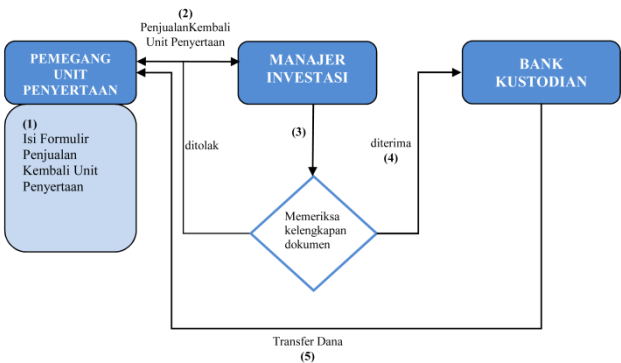 (2)
PenjualanKembali
Unit Penyertaan
PEMEGANG
UNIT
PENYERTAAN
MANAJER
INVESTASI
BANK
KUSTODIAN
(1)
Isi Formulir
Penjualan
Kembali Unit
Penyertaan
ditolak
(3)
diterima
(4)
Memeriksa
kelengkapan
dokumen
Transfer Dana
(5)